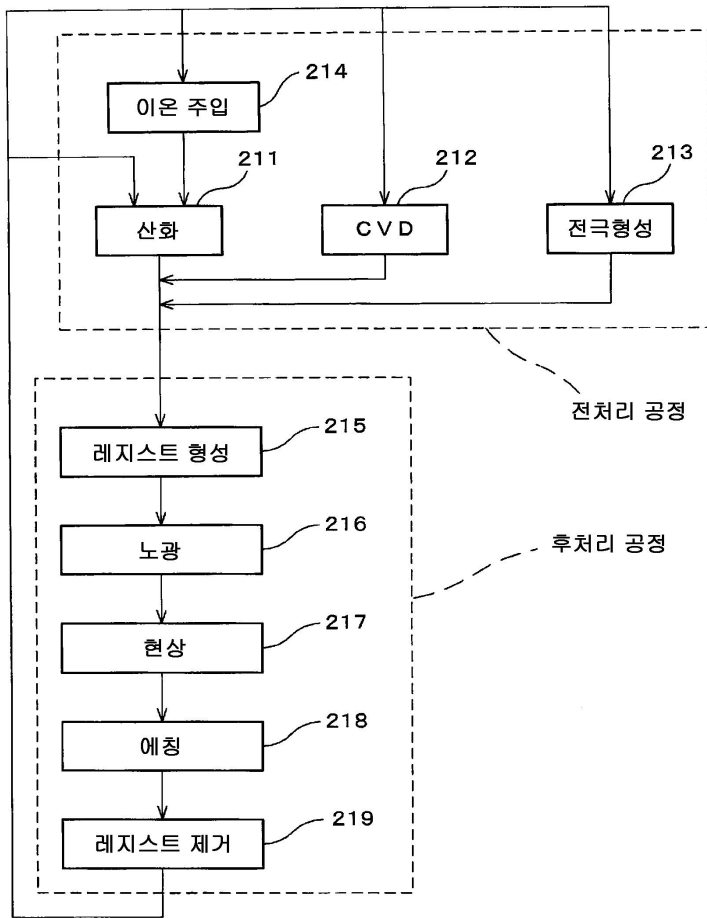 214
이온 주입
211
212
213
산화
CVD
전극형성
전처리 공정
215
레지스트 형성
216
노광
후처리 공정
217
현상
218
에칭
219
레지스트 제거